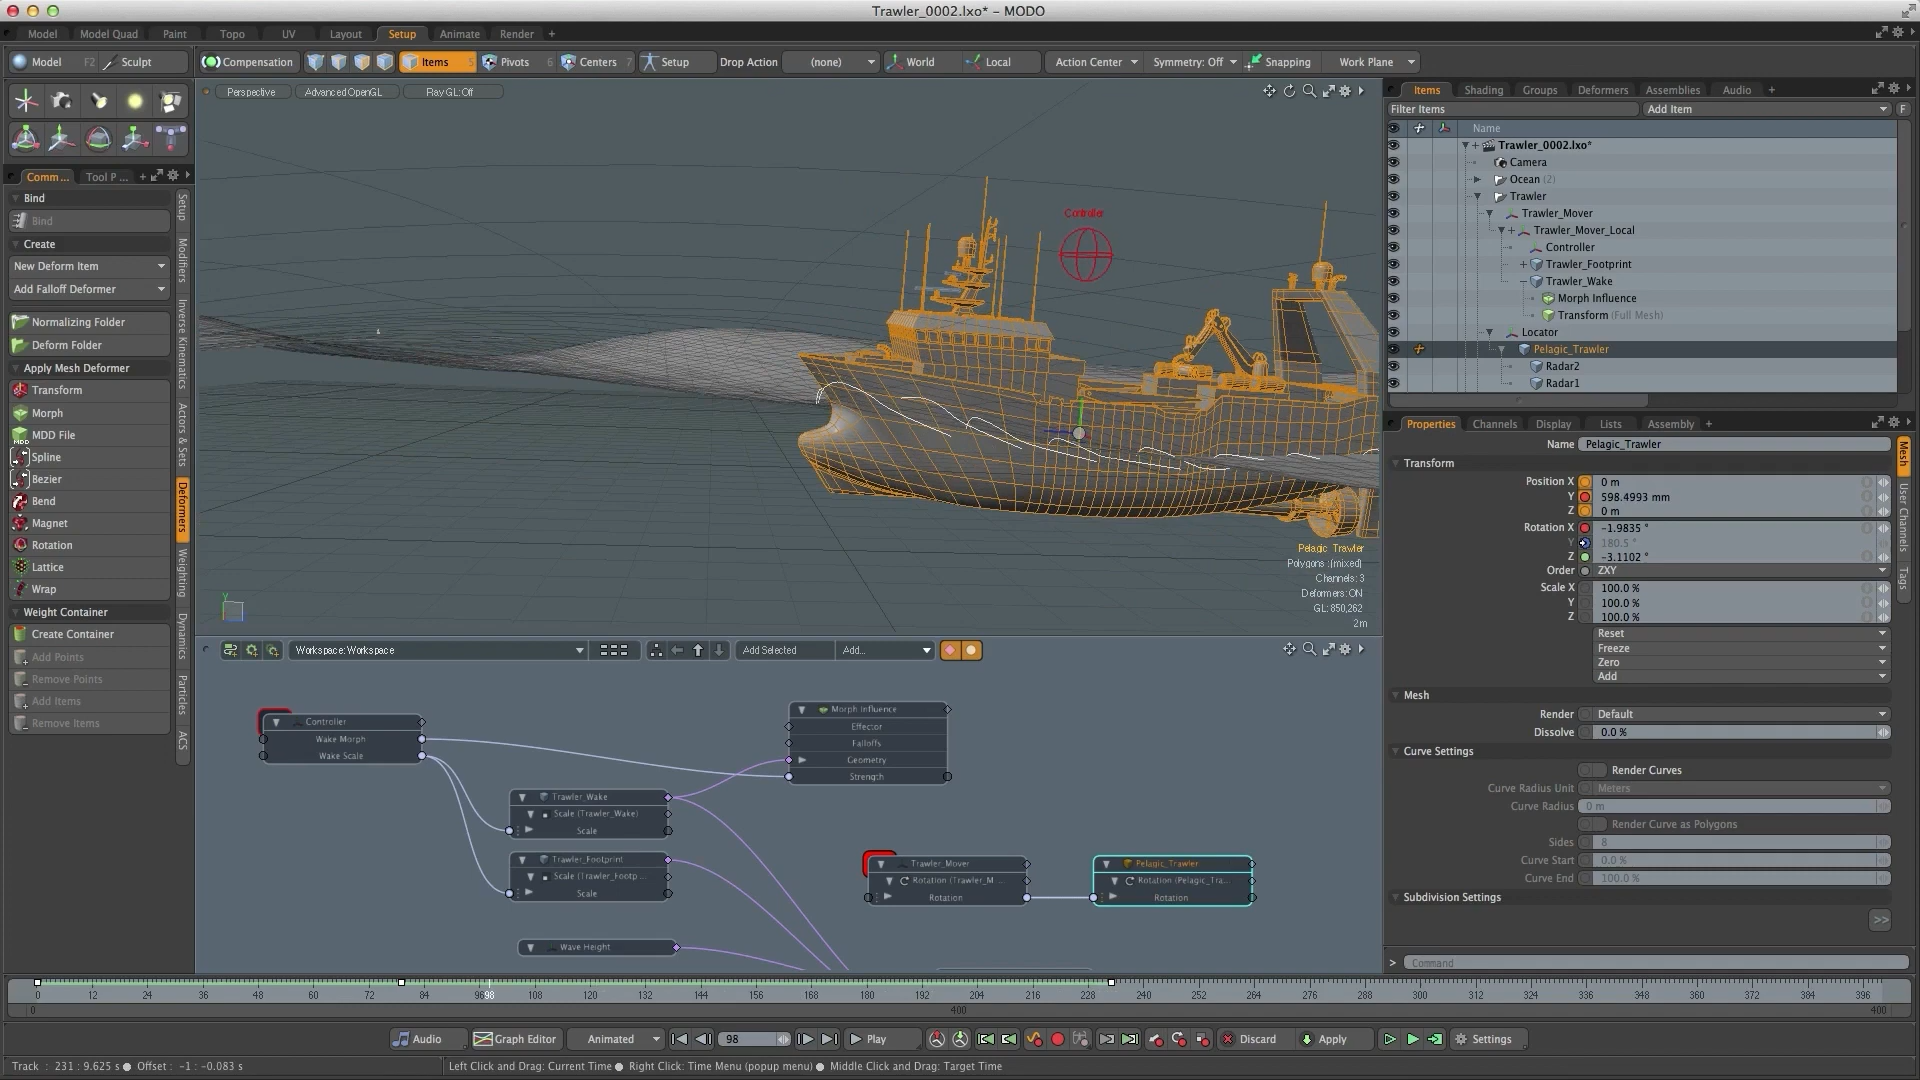 Trawler_0002.lxo* - MODO
Model Model Quad Paint Topo UV Layout Setup Animate Render +
Model F2 Sculpt Compensation Items 5 Pivots 6 Centers 7 Setup Drop Action (none) World Local Action Center Symmetry: Off Snapping Work Plane
Perspective Advanced OpenGL Ray GL: Off
Comm ... Tool P ... +
Bind
Bind
Create
New Deform Item
Add Falloff Deformer
Normalizing Folder
Deform Folder
Apply Mesh Deformer
Transform
Morph
MDD File
Spline
Bezier
Bend
Magnet
Rotation
Lattice
Wrap
Weight Container
Create Container
Add Points
Remove Points
Add Items
Remove Items
Setup
Modifiers
Inverse Kinematics
Actors & Sets
Deformers
Weighting
Dynamics
Particles
ACS
Controller
Pelagic_Trawler
Polygons : (mixed)
Channels: 3
Deformers: ON
GL: 850,262
2m
Y
Items Shading Groups Deformers Assemblies Audio +
Filter Items Add Item F
Name
Trawler_0002.lxo*
Camera
Ocean (2)
Trawler
Trawler_Mover
Trawler_Mover_Local
Controller
Trawler_Footprint
Trawler_Wake
Morph Influence
Transform (Full Mesh)
Locator
Pelagic_Trawler
Radar2
Radar1
Properties Channels Display Lists Assembly +
Name Pelagic_Trawler
Transform
Position X 0 m
Y 598.4993 mm
Z 0 m
Rotation X -1.9835 °
Y 180.5 °
Z -3.1102 °
Order ZXY
Scale X 100.0 %
Y 100.0 %
Z 100.0 %
Reset
Freeze
Zero
Add
Mesh
Render Default
Dissolve 0.0 %
Curve Settings
Render Curves
Curve Radius Unit Meters
Curve Radius 0 m
Render Curve as Polygons
Sides 8
Curve Start 0.0 %
Curve End 100.0 %
Subdivision Settings
>>
Mesh
User Channels
Tags
> Command
Workspace: Workspace Add Selected Add...
Controller
Wake Morph
Wake Scale
Morph Influence
Effector
Falloffs
Geometry
Strength
Trawler_Wake
Scale (Trawler_Wake)
Scale
Trawler_Footprint
Scale (Trawler_Footp ...
Scale
Wave Height
Trawler_Mover
Rotation (Trawler_M ...
Rotation
Pelagic_Trawler
Rotation (Pelagic_Tra...
Rotation
0 12 24 36 48 60 72 84 96 98 108 120 132 144 156 168 180 192 204 216 228 240 252 264 276 288 300 312 324 336 348 360 372 384 396
0 400 400
Audio Graph Editor Animated 98 Play Discard Apply Settings
Track : 231 : 9.625 s Offset : -1 : -0.083 s Left Click and Drag: Current Time Right Click: Time Menu (popup menu) Middle Click and Drag: Target Time